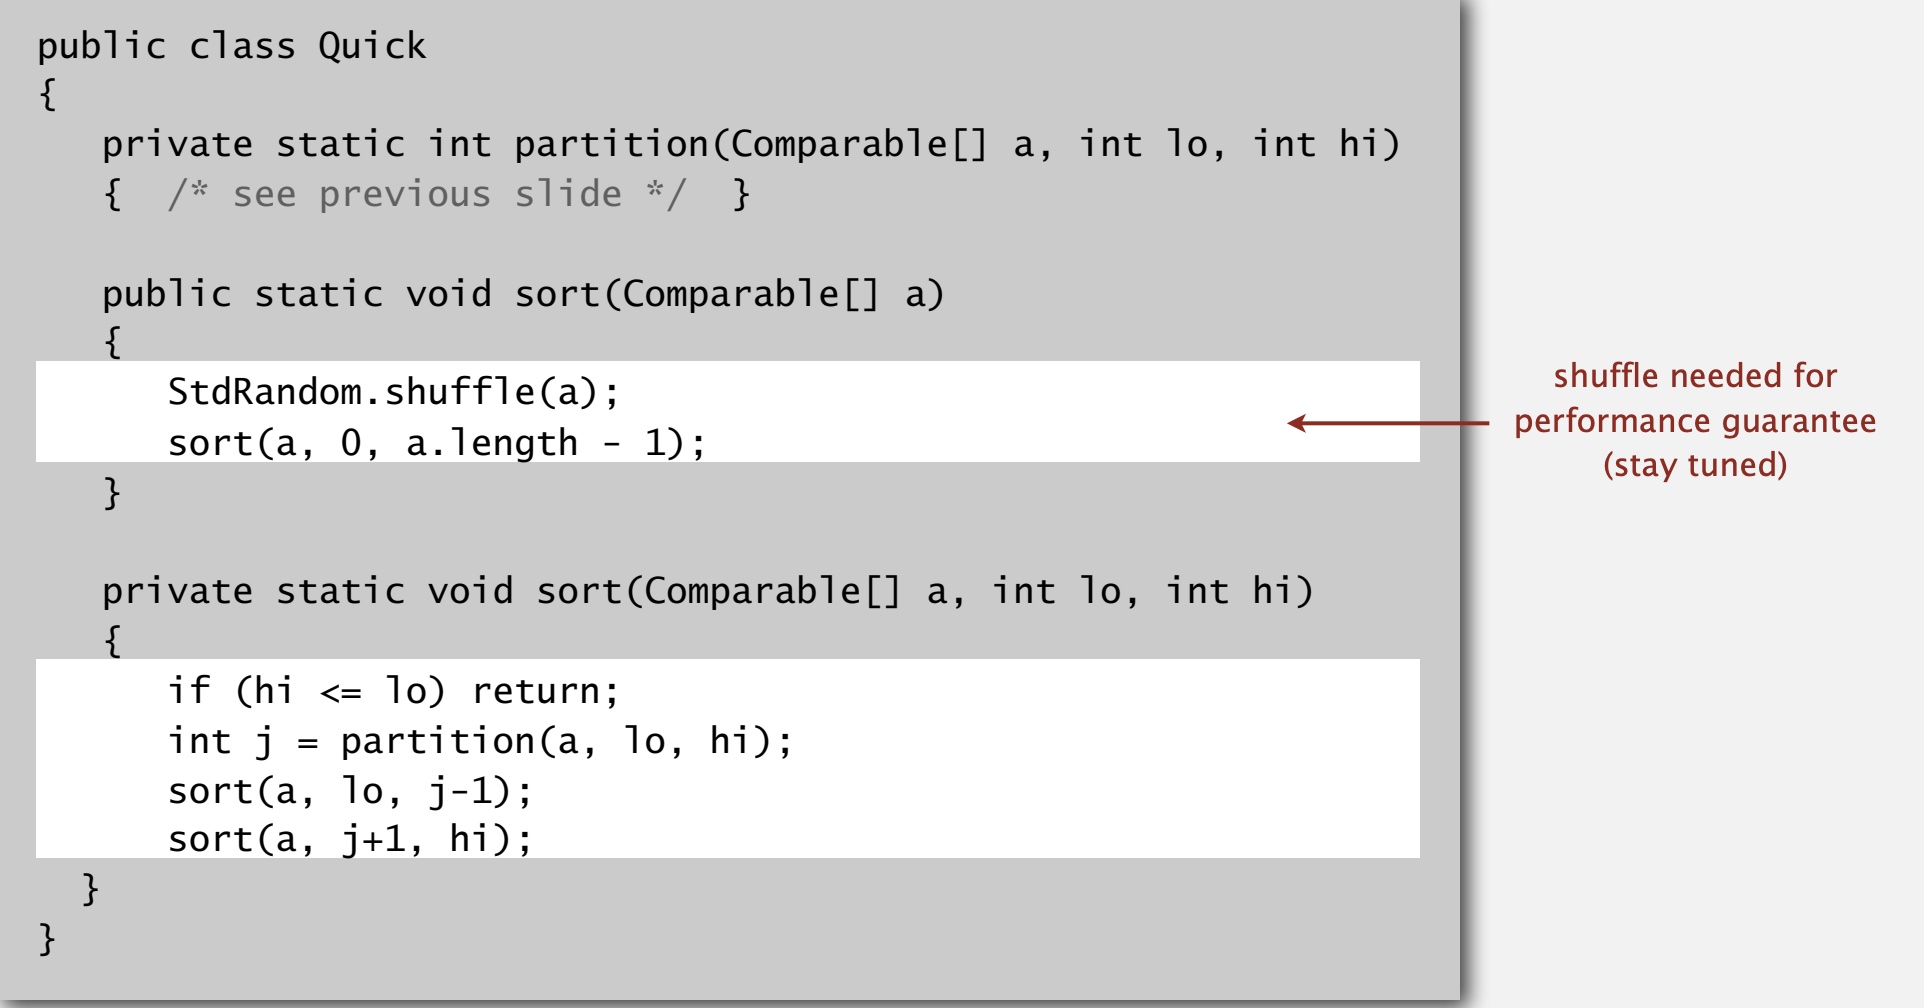 public class Quick
{
   private static int partition(Comparable[] a, int lo, int hi)
   {  /* see previous slide */  }

   public static void sort(Comparable[] a)
   {
      StdRandom.shuffle(a);
      sort(a, 0, a.length - 1);
   }

   private static void sort(Comparable[] a, int lo, int hi)
   {
      if (hi <= lo) return;
      int j = partition(a, lo, hi);
      sort(a, lo, j-1);
      sort(a, j+1, hi);
  }
}
shuffle needed for
performance guarantee
(stay tuned)